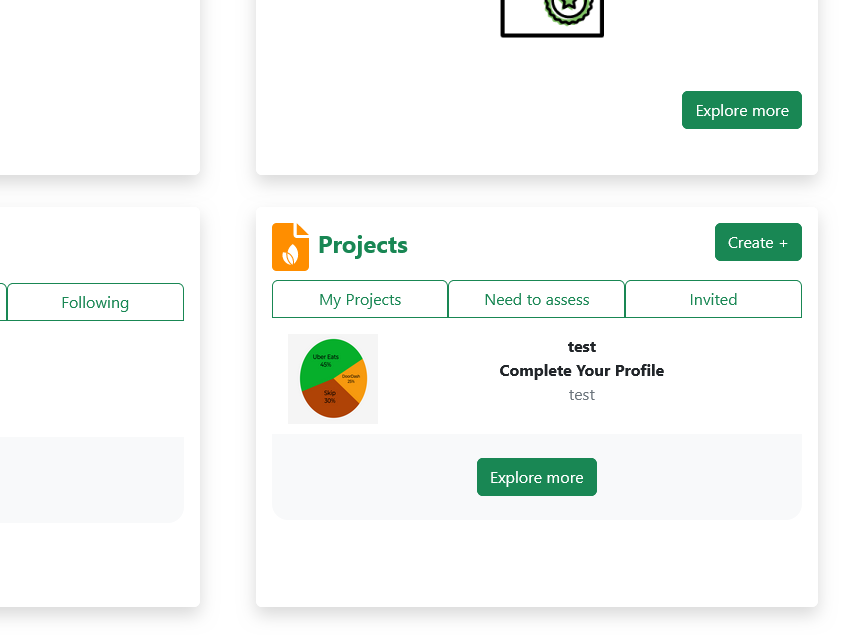 Explore more
Projects
Create +
Following
My Projects
Need to assess
Invited
Uber Eats
45%
DoorDash
25%
Skip
30%
test
Complete Your Profile
test
Explore more